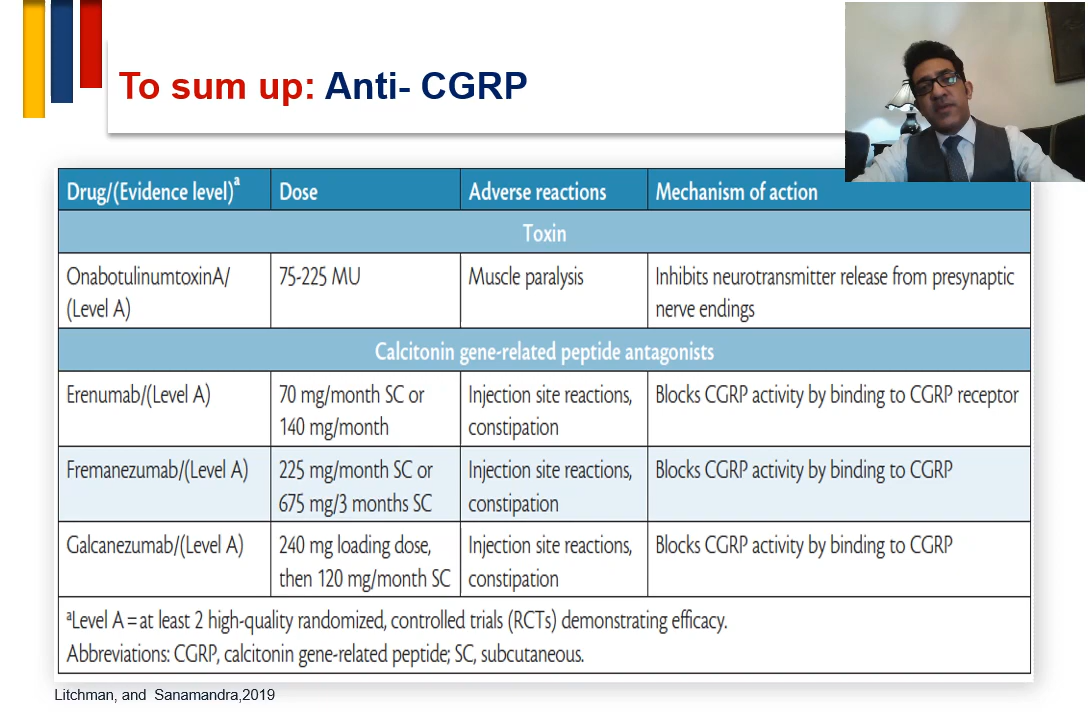 To sum up: Anti- CGRP
Drug/(Evidence level)a
Dose
Adverse reactions
Mechanism of action
Toxin
OnabotulinumtoxinA/
(Level A)
75-225 MU
Muscle paralysis
Inhibits neurotransmitter release from presynaptic
nerve endings
Calcitonin gene-related peptide antagonists
Erenumab/(Level A)
70 mg/month SC or
140 mg/month
Injection site reactions,
constipation
Blocks CGRP activity by binding to CGRP receptor
Fremanezumab/(Level A)
225 mg/month SC or
675 mg/3 months SC
Injection site reactions,
constipation
Blocks CGRP activity by binding to CGRP
Galcanezumab/(Level A)
240 mg loading dose,
then 120 mg/month SC
Injection site reactions,
constipation
Blocks CGRP activity by binding to CGRP
aLevel A = at least 2 high-quality randomized, controlled trials (RCTs) demonstrating efficacy.
Abbreviations: CGRP, calcitonin gene-related peptide; SC, subcutaneous.
Litchman, and Sanamandra,2019